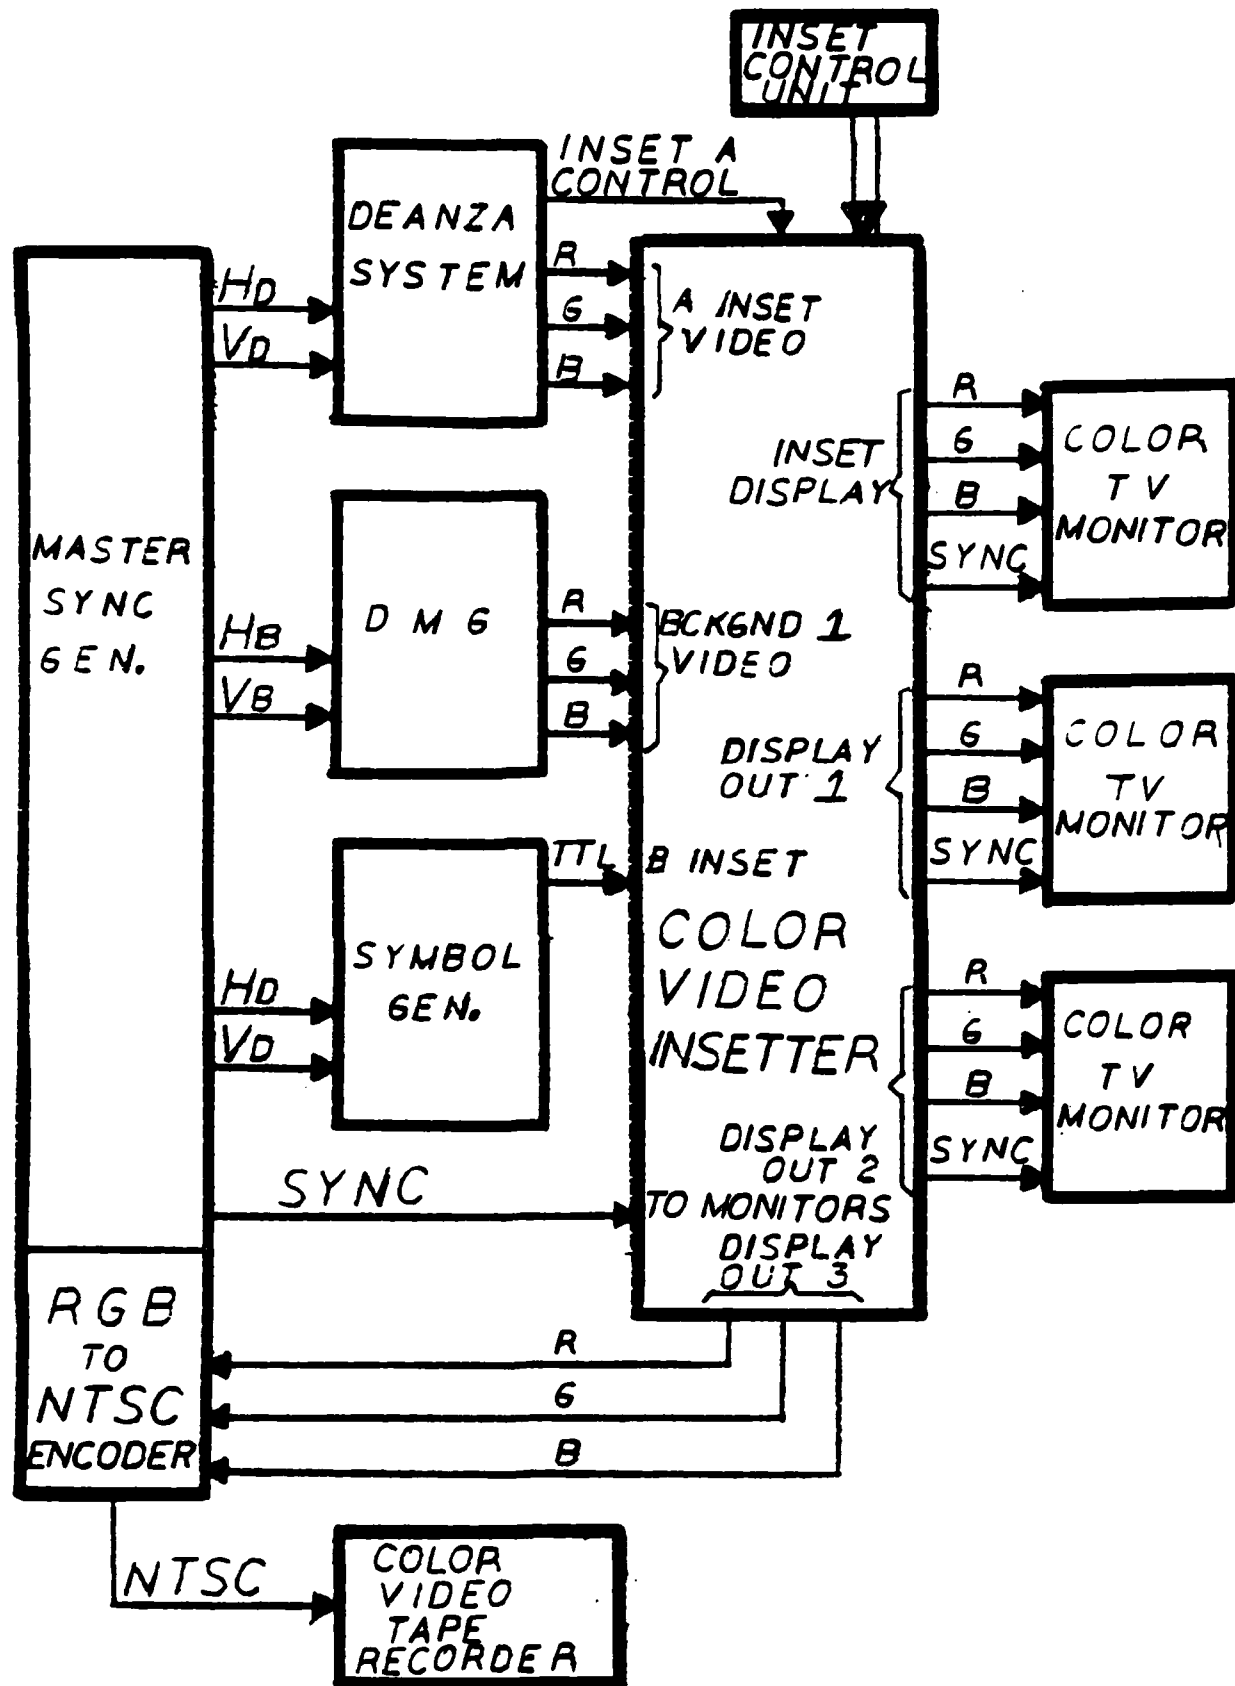 INSET
CONTROL
UNIT
INSET A
CONTROL
DEANZA
SYSTEM
R
G
B
A INSET
VIDEO
HD
VD
MASTER
SYNC
GEN.
INSET
DISPLAY
R
G
B
SYNC
COLOR
TV
MONITOR
HB
VB
DMG
R
G
B
BCKGND 1
VIDEO
DISPLAY
OUT 1
R
G
B
SYNC
COLOR
TV
MONITOR
TTL
B INSET
SYMBOL
GEN.
HD
VD
COLOR
VIDEO
INSETTER
DISPLAY
OUT 2
R
G
B
SYNC
COLOR
TV
MONITOR
SYNC
TO MONITORS
DISPLAY
OUT 3
RGB
TO
NTSC
ENCODER
R
G
B
NTSC
COLOR
VIDEO
TAPE
RECORDER